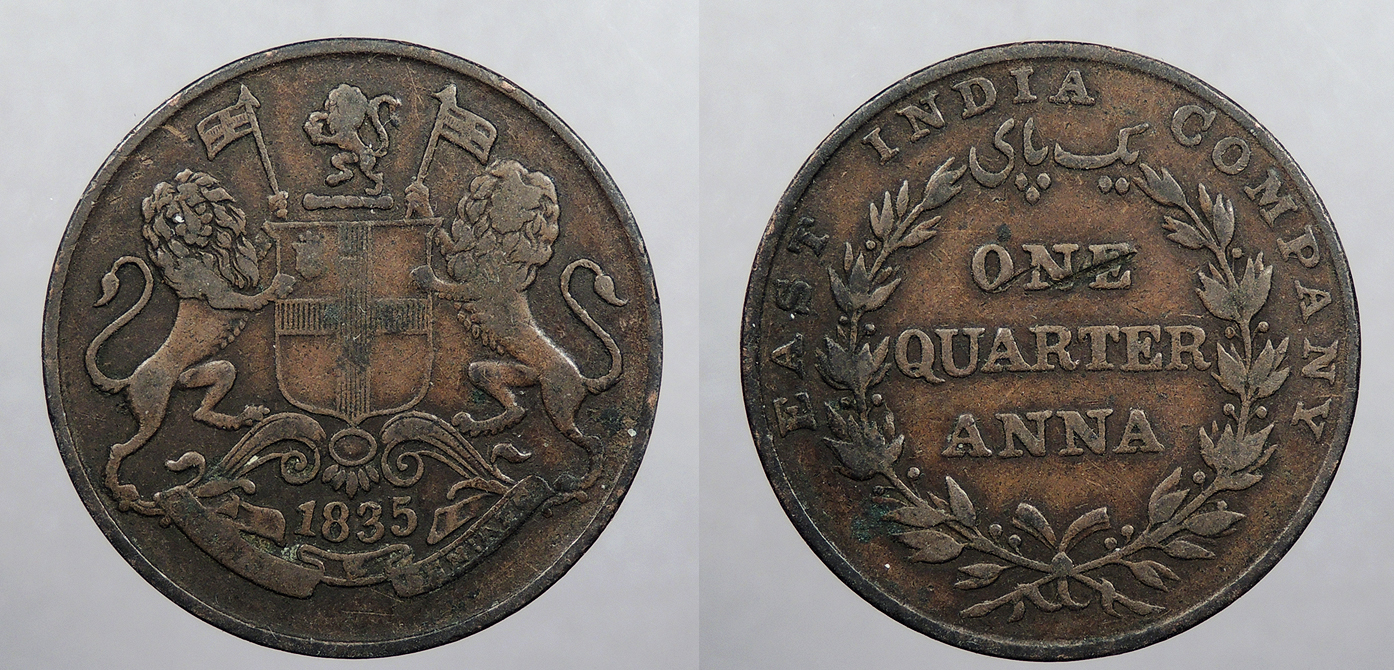 1835
EAST INDIA COMPANY
یک پای
ONE
QUARTER
ANNA